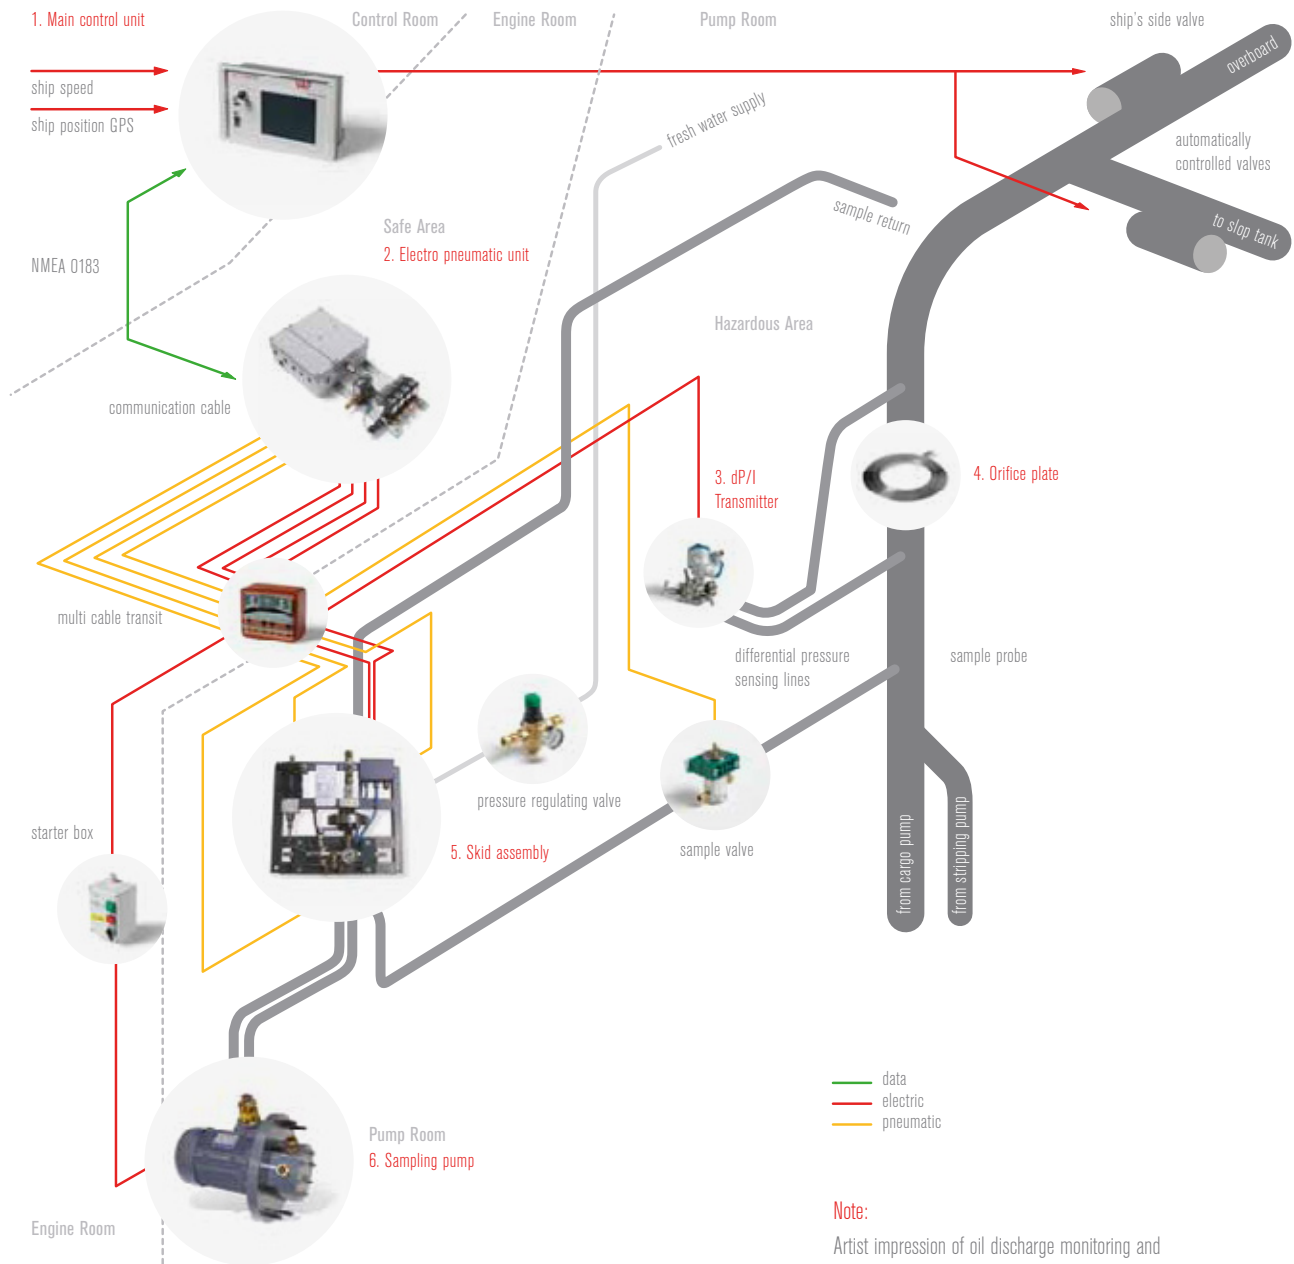 1. Main control unit
Control Room
Engine Room
Pump Room
ship's side valve
overboard
ship speed
ship position GPS
fresh water supply
automatically
controlled valves
sample return
to slop tank
Safe Area
2. Electro pneumatic unit
NMEA 0183
Hazardous Area
communication cable
3. dP/I
Transmitter
4. Orifice plate
multi cable transit
differential pressure
sensing lines
sample probe
pressure regulating valve
starter box
5. Skid assembly
sample valve
from cargo pump
from stripping pump
data
electric
pneumatic
Pump Room
6. Sampling pump
Engine Room
Note:
Artist impression of oil discharge monitoring and